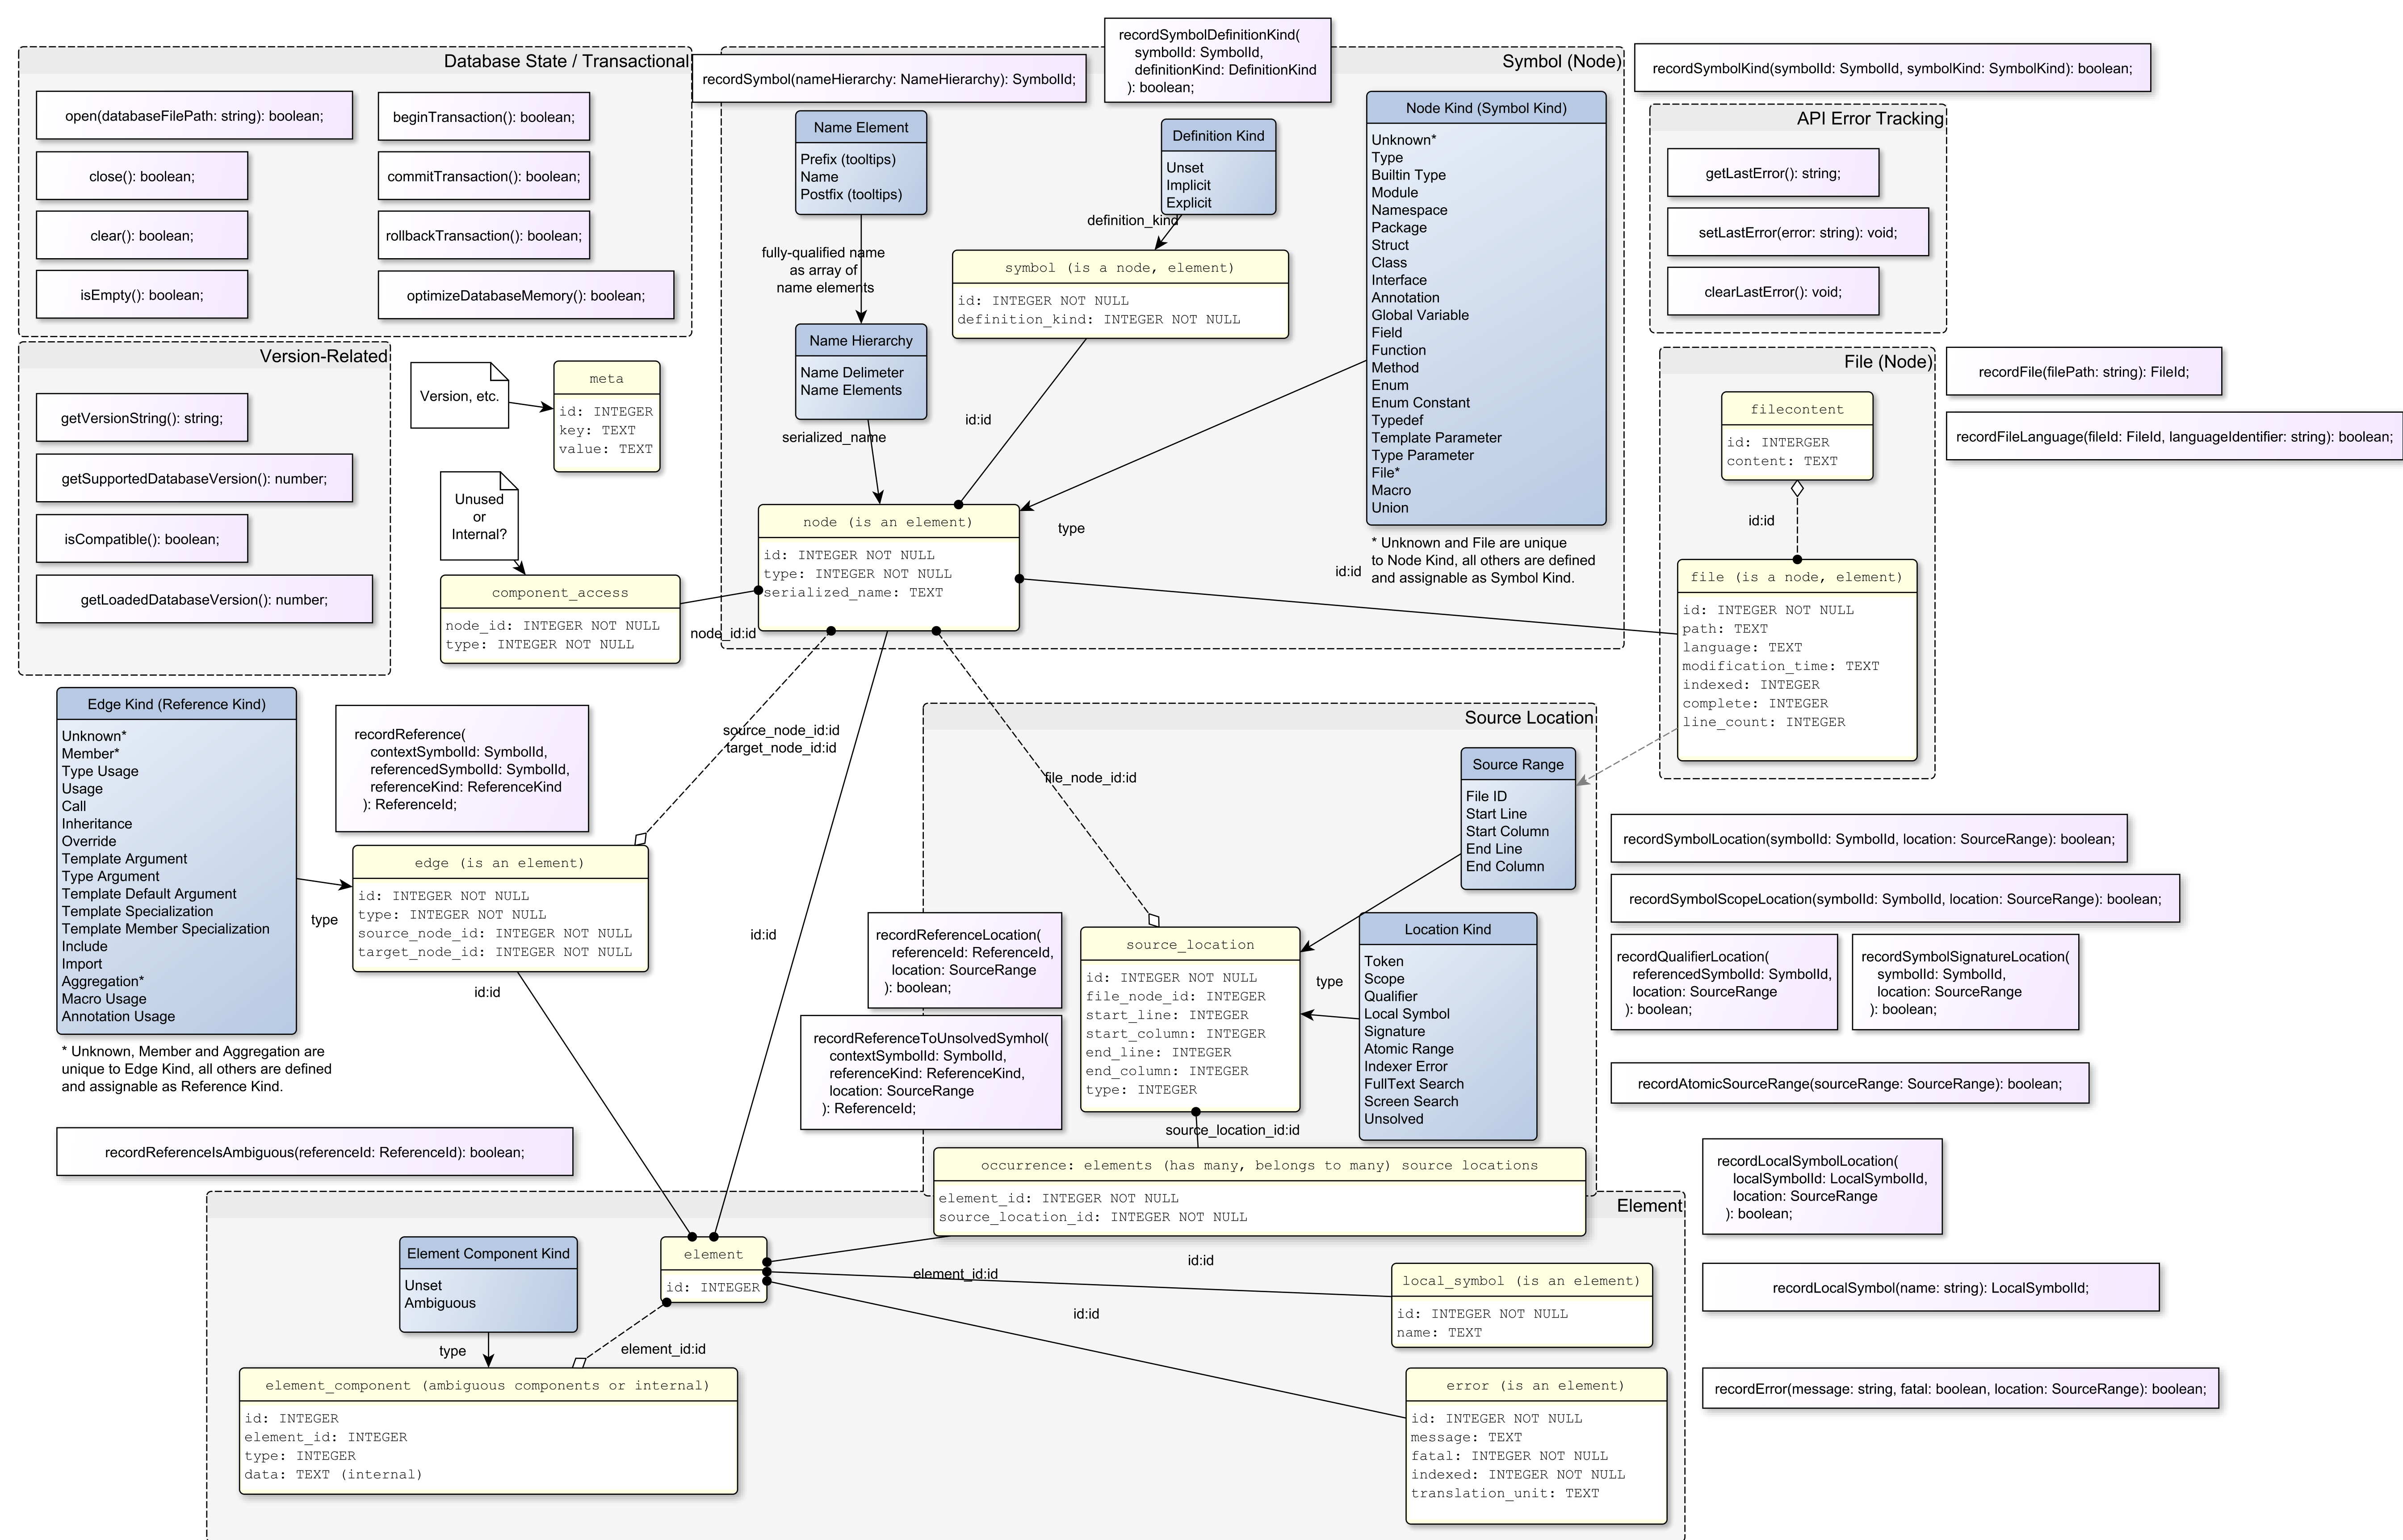 Database State / Transactional
open(databaseFilePath: string): boolean;
close(): boolean;
clear(): boolean;
isEmpty(): boolean;
beginTransaction(): boolean;
commitTransaction(): boolean;
rollbackTransaction(): boolean;
optimizeDatabaseMemory(): boolean;
Version-Related
getVersionString(): string;
getSupportedDatabaseVersion(): number;
isCompatible(): boolean;
getLoadedDatabaseVersion(): number;
Version, etc.
meta
id: INTEGER
key: TEXT
value: TEXT
Unused
or
Internal?
component_access
node_id: INTEGER NOT NULL
type: INTEGER NOT NULL
node_id:id
Symbol (Node)
recordSymbol(nameHierarchy: NameHierarchy): SymbolId;
recordSymbolDefinitionKind(
symbolId: SymbolId,
definitionKind: DefinitionKind
): boolean;
recordSymbolKind(symbolId: SymbolId, symbolKind: SymbolKind): boolean;
Name Element
Prefix (tooltips)
Name
Postfix (tooltips)
fully-qualified name
as array of
name elements
Name Hierarchy
Name Delimeter
Name Elements
serialized_name
Definition Kind
Unset
Implicit
Explicit
definition_kind
symbol (is a node, element)
id: INTEGER NOT NULL
definition_kind: INTEGER NOT NULL
id:id
node (is an element)
id: INTEGER NOT NULL
type: INTEGER NOT NULL
serialized_name: TEXT
type
Node Kind (Symbol Kind)
Unknown*
Type
Builtin Type
Module
Namespace
Package
Struct
Class
Interface
Annotation
Global Variable
Field
Function
Method
Enum
Enum Constant
Typedef
Template Parameter
Type Parameter
File*
Macro
Union
* Unknown and File are unique
to Node Kind, all others are defined
and assignable as Symbol Kind.
id:id
API Error Tracking
getLastError(): string;
setLastError(error: string): void;
clearLastError(): void;
File (Node)
recordFile(filePath: string): FileId;
recordFileLanguage(fileId: FileId, languageIdentifier: string): boolean;
filecontent
id: INTERGER
content: TEXT
id:id
file (is a node, element)
id: INTEGER NOT NULL
path: TEXT
language: TEXT
modification_time: TEXT
indexed: INTEGER
complete: INTEGER
line_count: INTEGER
Edge Kind (Reference Kind)
Unknown*
Member*
Type Usage
Usage
Call
Inheritance
Override
Template Argument
Type Argument
Template Default Argument
Template Specialization
Template Member Specialization
Include
Import
Aggregation*
Macro Usage
Annotation Usage
* Unknown, Member and Aggregation are
unique to Edge Kind, all others are defined
and assignable as Reference Kind.
type
recordReference(
contextSymbolId: SymbolId,
referencedSymbolId: SymbolId,
referenceKind: ReferenceKind
): ReferenceId;
source_node_id:id
target_node_id:id
edge (is an element)
id: INTEGER NOT NULL
type: INTEGER NOT NULL
source_node_id: INTEGER NOT NULL
target_node_id: INTEGER NOT NULL
id:id
id:id
recordReferenceIsAmbiguous(referenceId: ReferenceId): boolean;
Source Location
file_node_id:id
Source Range
File ID
Start Line
Start Column
End Line
End Column
recordReferenceLocation(
referenceId: ReferenceId,
location: SourceRange
): boolean;
recordReferenceToUnsolvedSymhol(
contextSymbolId: SymbolId,
referenceKind: ReferenceKind,
location: SourceRange
): ReferenceId;
source_location
id: INTEGER NOT NULL
file_node_id: INTEGER
start_line: INTEGER
start_column: INTEGER
end_line: INTEGER
end_column: INTEGER
type: INTEGER
type
Location Kind
Token
Scope
Qualifier
Local Symbol
Signature
Atomic Range
Indexer Error
FullText Search
Screen Search
Unsolved
source_location_id:id
occurrence: elements (has many, belongs to many) source locations
element_id: INTEGER NOT NULL
source_location_id: INTEGER NOT NULL
recordSymbolLocation(symbolId: SymbolId, location: SourceRange): boolean;
recordSymbolScopeLocation(symbolId: SymbolId, location: SourceRange): boolean;
recordQualifierLocation(
referencedSymbolId: SymbolId,
location: SourceRange
): boolean;
recordSymbolSignatureLocation(
symbolId: SymbolId,
location: SourceRange
): boolean;
recordAtomicSourceRange(sourceRange: SourceRange): boolean;
recordLocalSymbolLocation(
localSymbolId: LocalSymbolId,
location: SourceRange
): boolean;
recordLocalSymbol(name: string): LocalSymbolId;
recordError(message: string, fatal: boolean, location: SourceRange): boolean;
Element
Element Component Kind
Unset
Ambiguous
type
element
id: INTEGER
element_id:id
element_id:id
id:id
id:id
element_component (ambiguous components or internal)
id: INTEGER
element_id: INTEGER
type: INTEGER
data: TEXT (internal)
local_symbol (is an element)
id: INTEGER NOT NULL
name: TEXT
error (is an element)
id: INTEGER NOT NULL
message: TEXT
fatal: INTEGER NOT NULL
indexed: INTEGER NOT NULL
translation_unit: TEXT